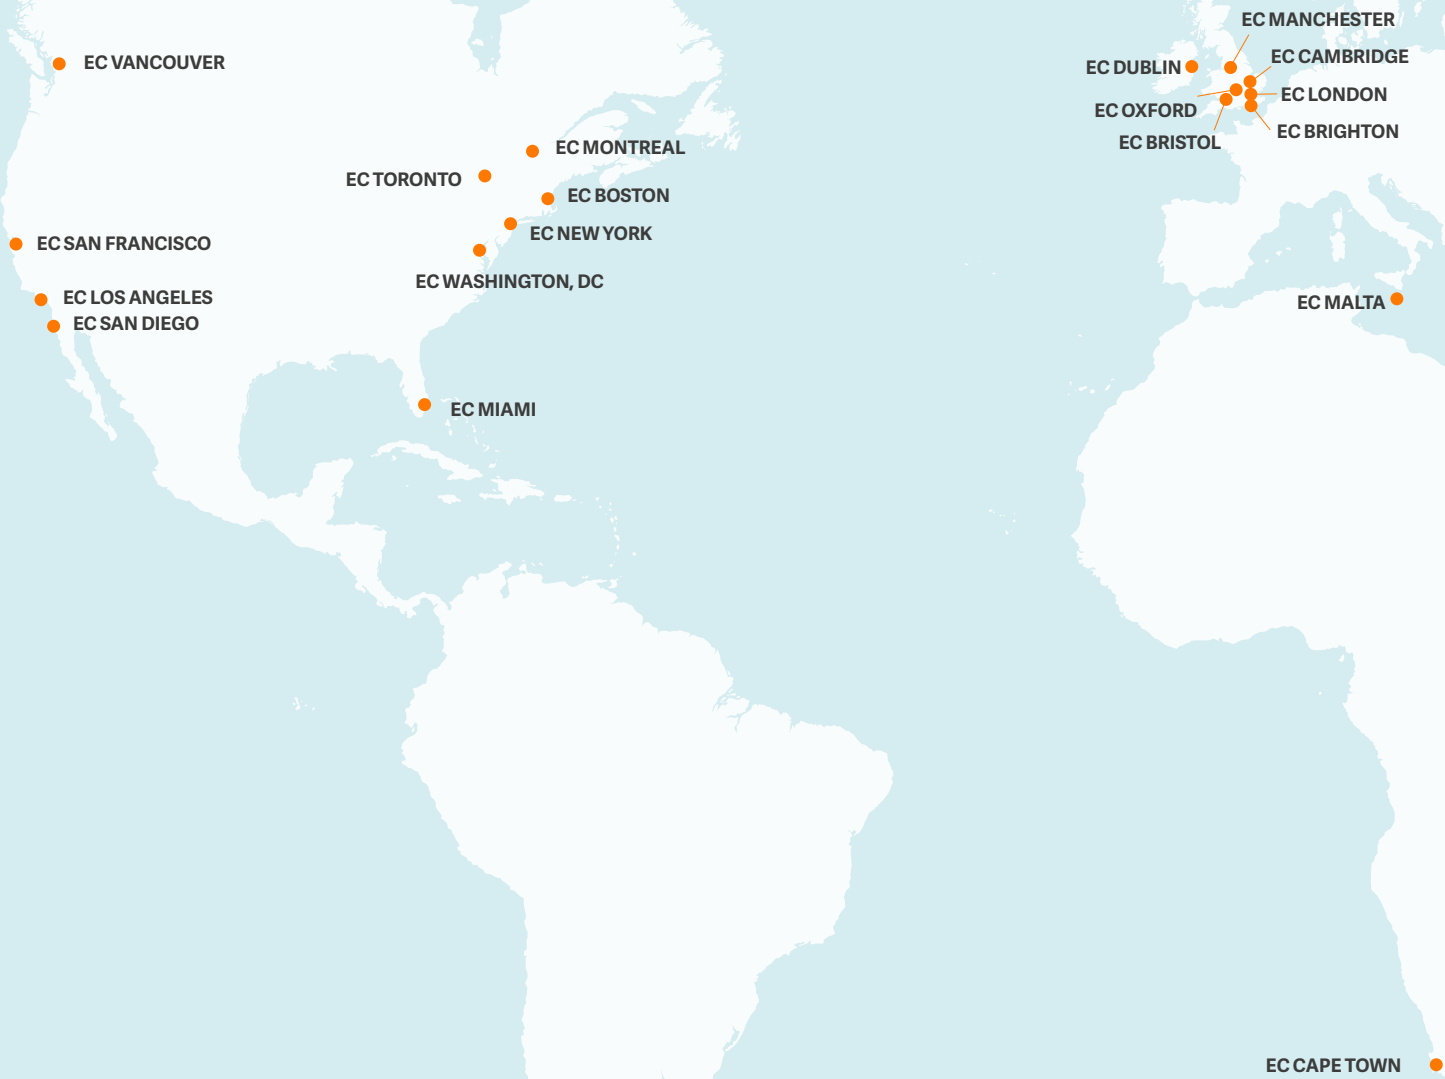 EC MANCHESTER
EC VANCOUVER
EC CAMBRIDGE
EC DUBLIN
EC LONDON
EC OXFORD
EC BRIGHTON
EC BRISTOL
EC MONTREAL
EC TORONTO
EC BOSTON
EC NEW YORK
EC SAN FRANCISCO
EC WASHINGTON, DC
EC LOS ANGELES
EC MALTA
EC SAN DIEGO
EC MIAMI
EC CAPE TOWN